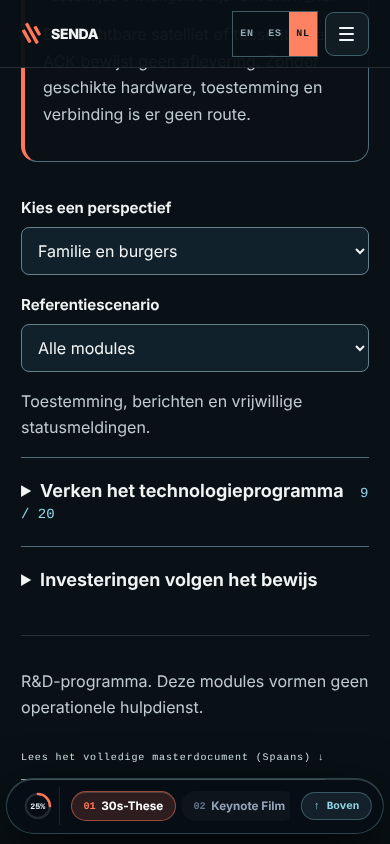 SENDA
EN ES NL
ACK bewijst geen aflevering. Zonder
geschikte hardware, toestemming en
verbinding is er geen route.
Kies een perspectief
Familie en burgers
Referentiescenario
Alle modules
Toestemming, berichten en vrijwillige
statusmeldingen.
▶ Verken het technologieprogramma 9
/ 20
▶ Investeringen volgen het bewijs
R&D-programma. Deze modules vormen geen
operationele hulpdienst.
Lees het volledige masterdocument (Spaans) ↓
25%
01 30s-These
02 Keynote Film
↑ Boven